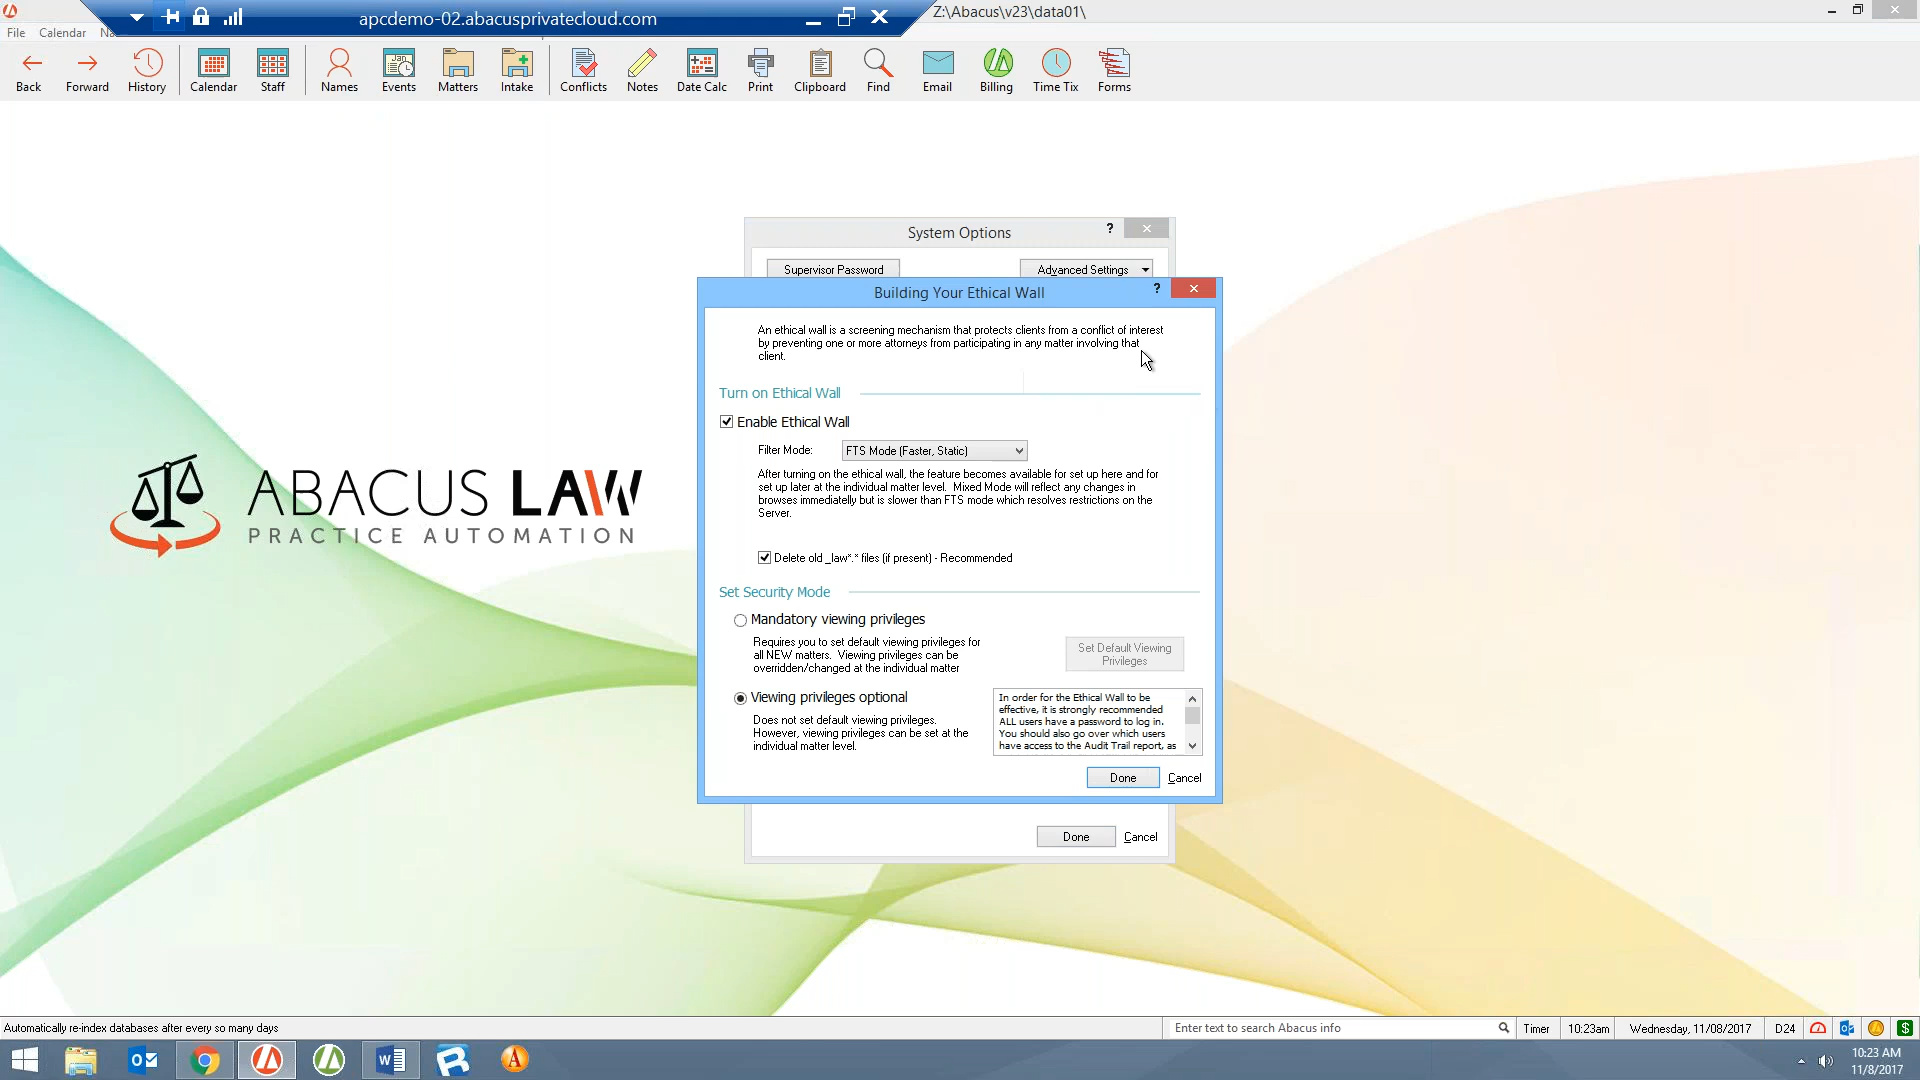 apcdemo-02.abacusprivatecloud.com
Z:\Abacus\v23\data01\
File Calendar Na
Back Forward History Calendar Staff Names Events Matters Intake Conflicts Notes Date Calc Print Clipboard Find Email Billing Time Tix Forms
Jan
System Options
?
Supervisor Password
Advanced Settings
Building Your Ethical Wall
?
An ethical wall is a screening mechanism that protects clients from a conflict of interest
by preventing one or more attorneys from participating in any matter involving that
client.
Turn on Ethical Wall
Enable Ethical Wall
Filter Mode: FTS Mode (Faster, Static)
After turning on the ethical wall, the feature becomes available for set up here and for
set up later at the individual matter level. Mixed Mode will reflect any changes in
browses immediatelly but is slower than FTS mode which resolves restrictions on the
Server.
Delete old _law*.* files (if present) - Recommended
Set Security Mode
Mandatory viewing privileges
Requires you to set default viewing privileges for
all NEW matters. Viewing privileges can be
overridden/changed at the individual matter
Set Default Viewing
Privileges
Viewing privileges optional
Does not set default viewing privileges.
However, viewing privileges can be set at the
individual matter level.
In order for the Ethical Wall to be
effective, it is strongly recommended
ALL users have a password to log in.
You should also go over which users
have access to the Audit Trail report, as
Done Cancel
Done Cancel
ABACUS LAW
PRACTICE AUTOMATION
Automatically re-index databases after every so many days
Enter text to search Abacus info
Timer 10:23am Wednesday, 11/08/2017 D24
10:23 AM
11/8/2017